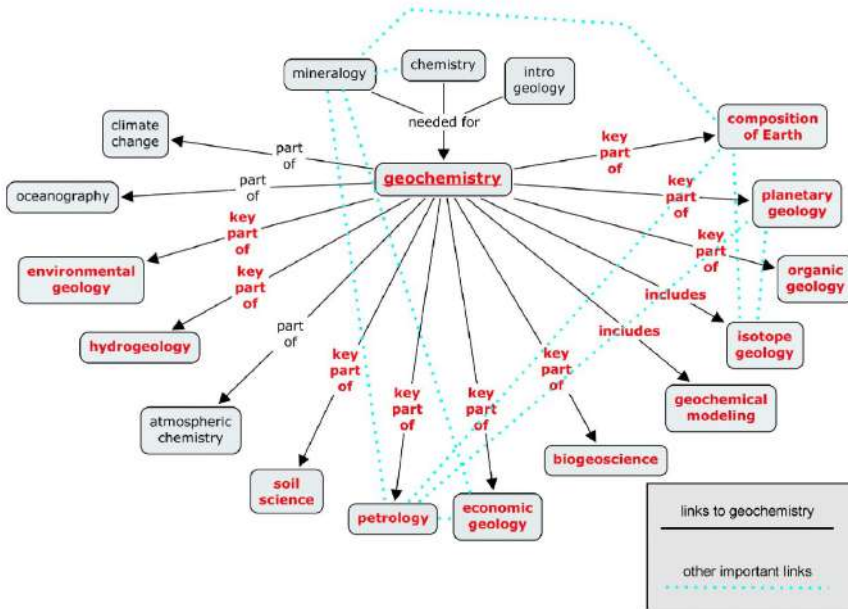 mineralogy
chemistry
intro
geology
needed for
climate
change
part
of
geochemistry
key
part
of
composition
of Earth
oceanography
part
of
key
part
of
planetary
geology
environmental
geology
key
part
of
key
part
of
organic
geology
hydrogeology
key
part
of
includes
isotope
geology
part
of
includes
geochemical
modeling
atmospheric
chemistry
key
part
of
key
part
of
key
part
of
key
part
of
biogeoscience
soil
science
petrology
economic
geology
links to geochemistry
other important links